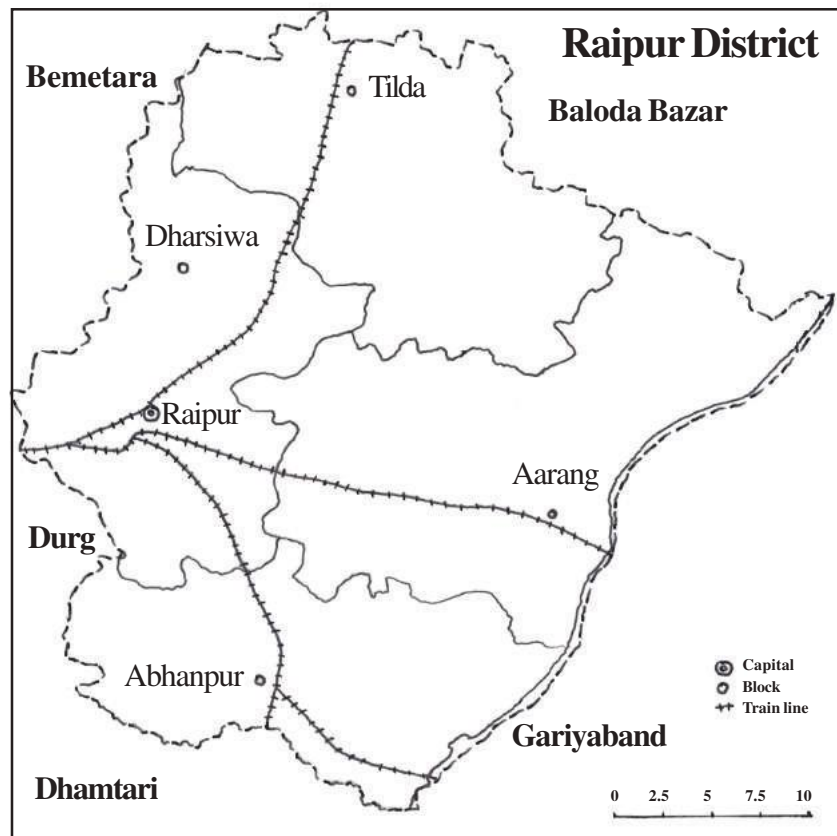 Raipur District
Bemetara
Tilda
Baloda Bazar
Dharsiwa
Raipur
Aarang
Durg
Abhanpur
Capital
Block
Train line
Gariyaband
Dhamtari
0 2.5 5 7.5 10